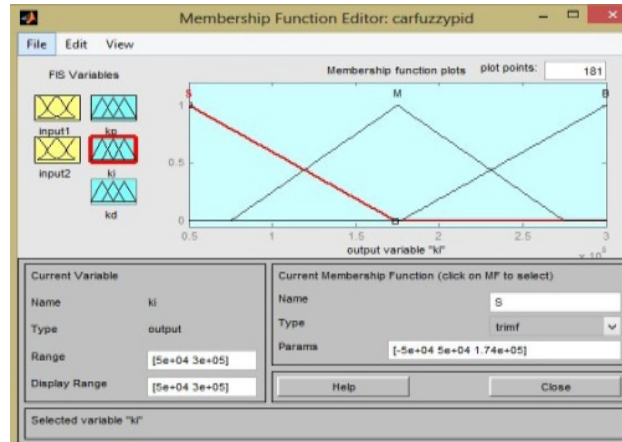 Membership Function Editor: carfuzzypid
File Edit View
FIS Variables
Membership function plots plot points: 181
input1
kp
input2
ki
kd
S M B
1
0.5
0
0.5 1 1.5 2 2.5 3
output variable "ki"
x 10⁵
Current Variable
Name ki
Type output
Range [5e+04 3e+05]
Display Range [5e+04 3e+05]
Current Membership Function (click on MF to select)
Name S
Type trimf
Params [-5e+04 5e+04 1.74e+05]
Help Close
Selected variable "ki"